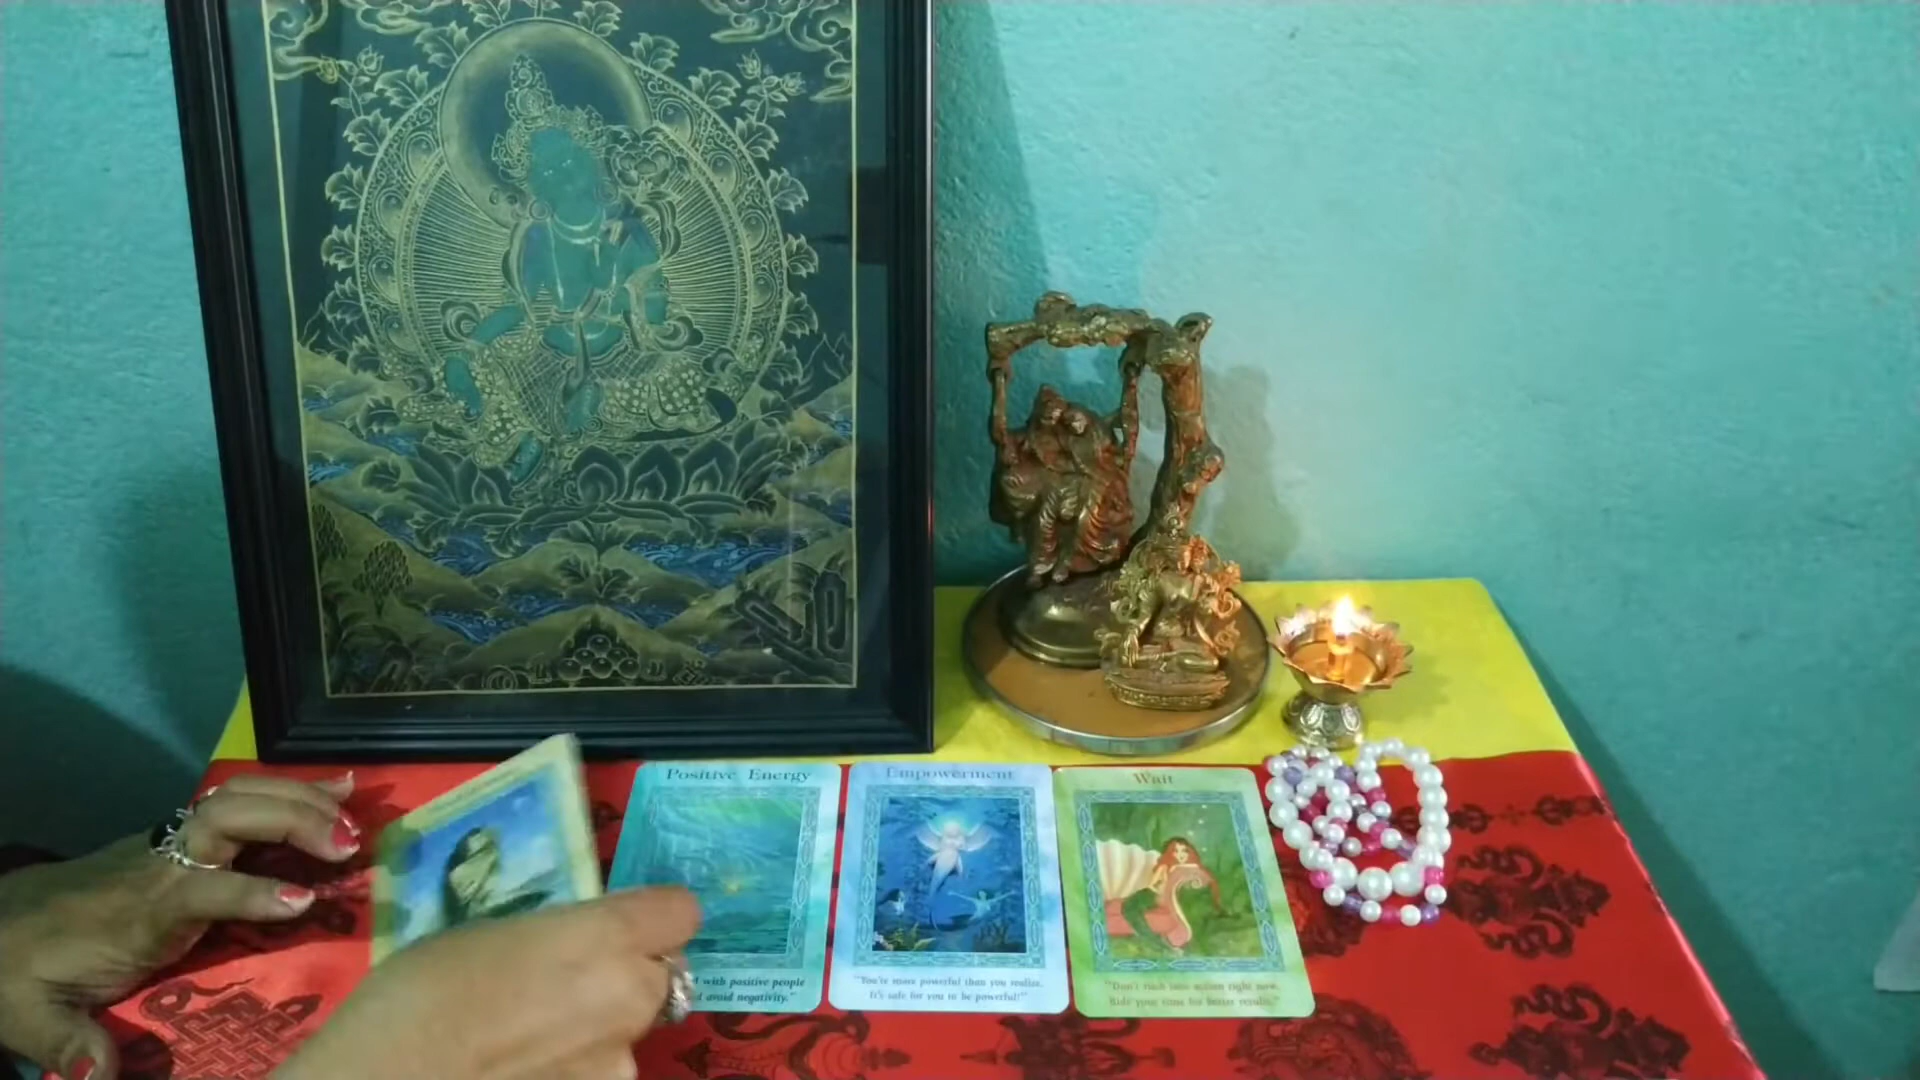 Positive Energy
with positive people
avoid negativity."
Empowerment
"You're more powerful than you realize.
It's safe for you to be powerful!"
Wait
"Don't rush into action right now.
Bide your time for better results."